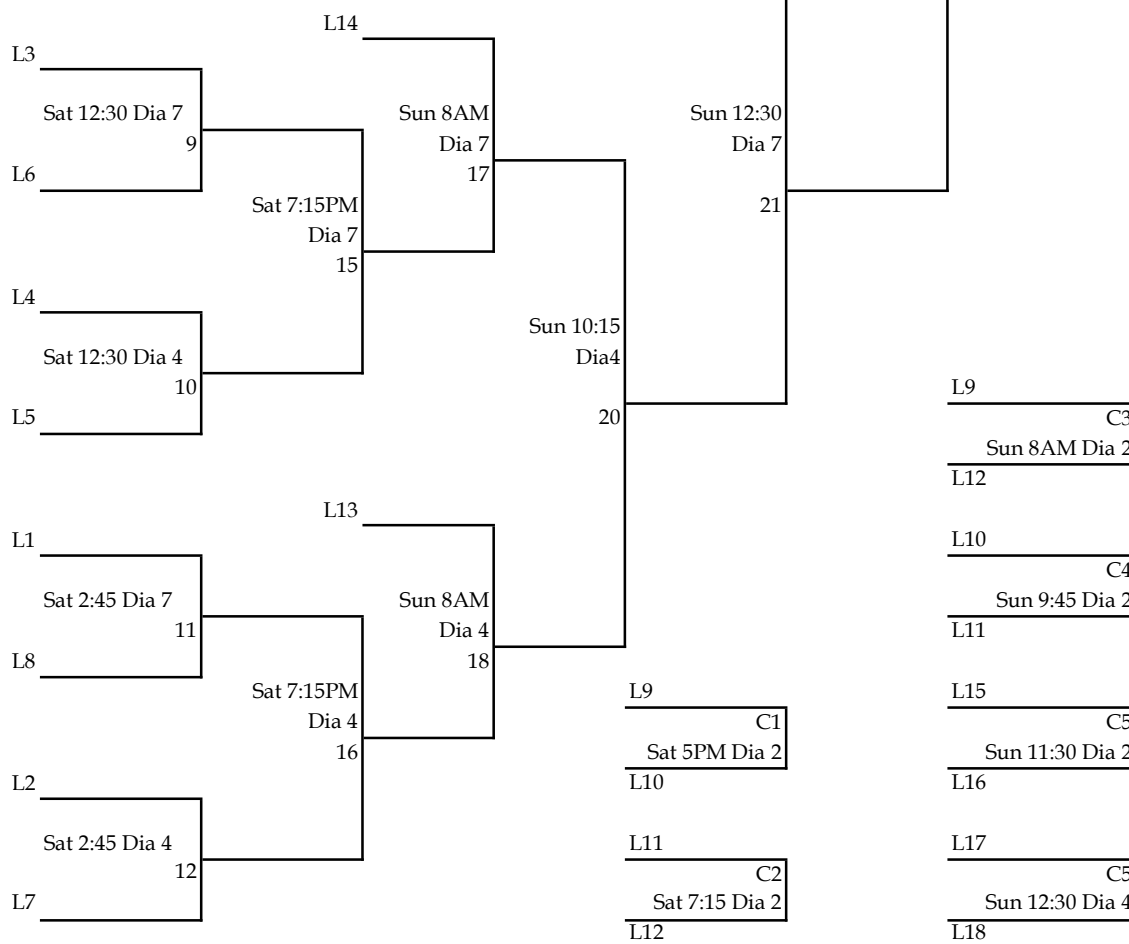 L14
L3
Sat 12:30 Dia 7
9
L6
Sun 8AM
Dia 7
17
Sun 12:30
Dia 7
21
Sat 7:15PM
Dia 7
15
L4
Sat 12:30 Dia 4
10
L5
Sun 10:15
Dia4
20
L9
C3
Sun 8AM Dia 2
L12
L13
L1
Sat 2:45 Dia 7
11
L8
Sun 8AM
Dia 4
18
L10
C4
Sun 9:45 Dia 2
L11
Sat 7:15PM
Dia 4
16
L9
C1
Sat 5PM Dia 2
L10
L15
C5
Sun 11:30 Dia 2
L16
L2
Sat 2:45 Dia 4
12
L7
L11
C2
Sat 7:15 Dia 2
L12
L17
C5
Sun 12:30 Dia 4
L18